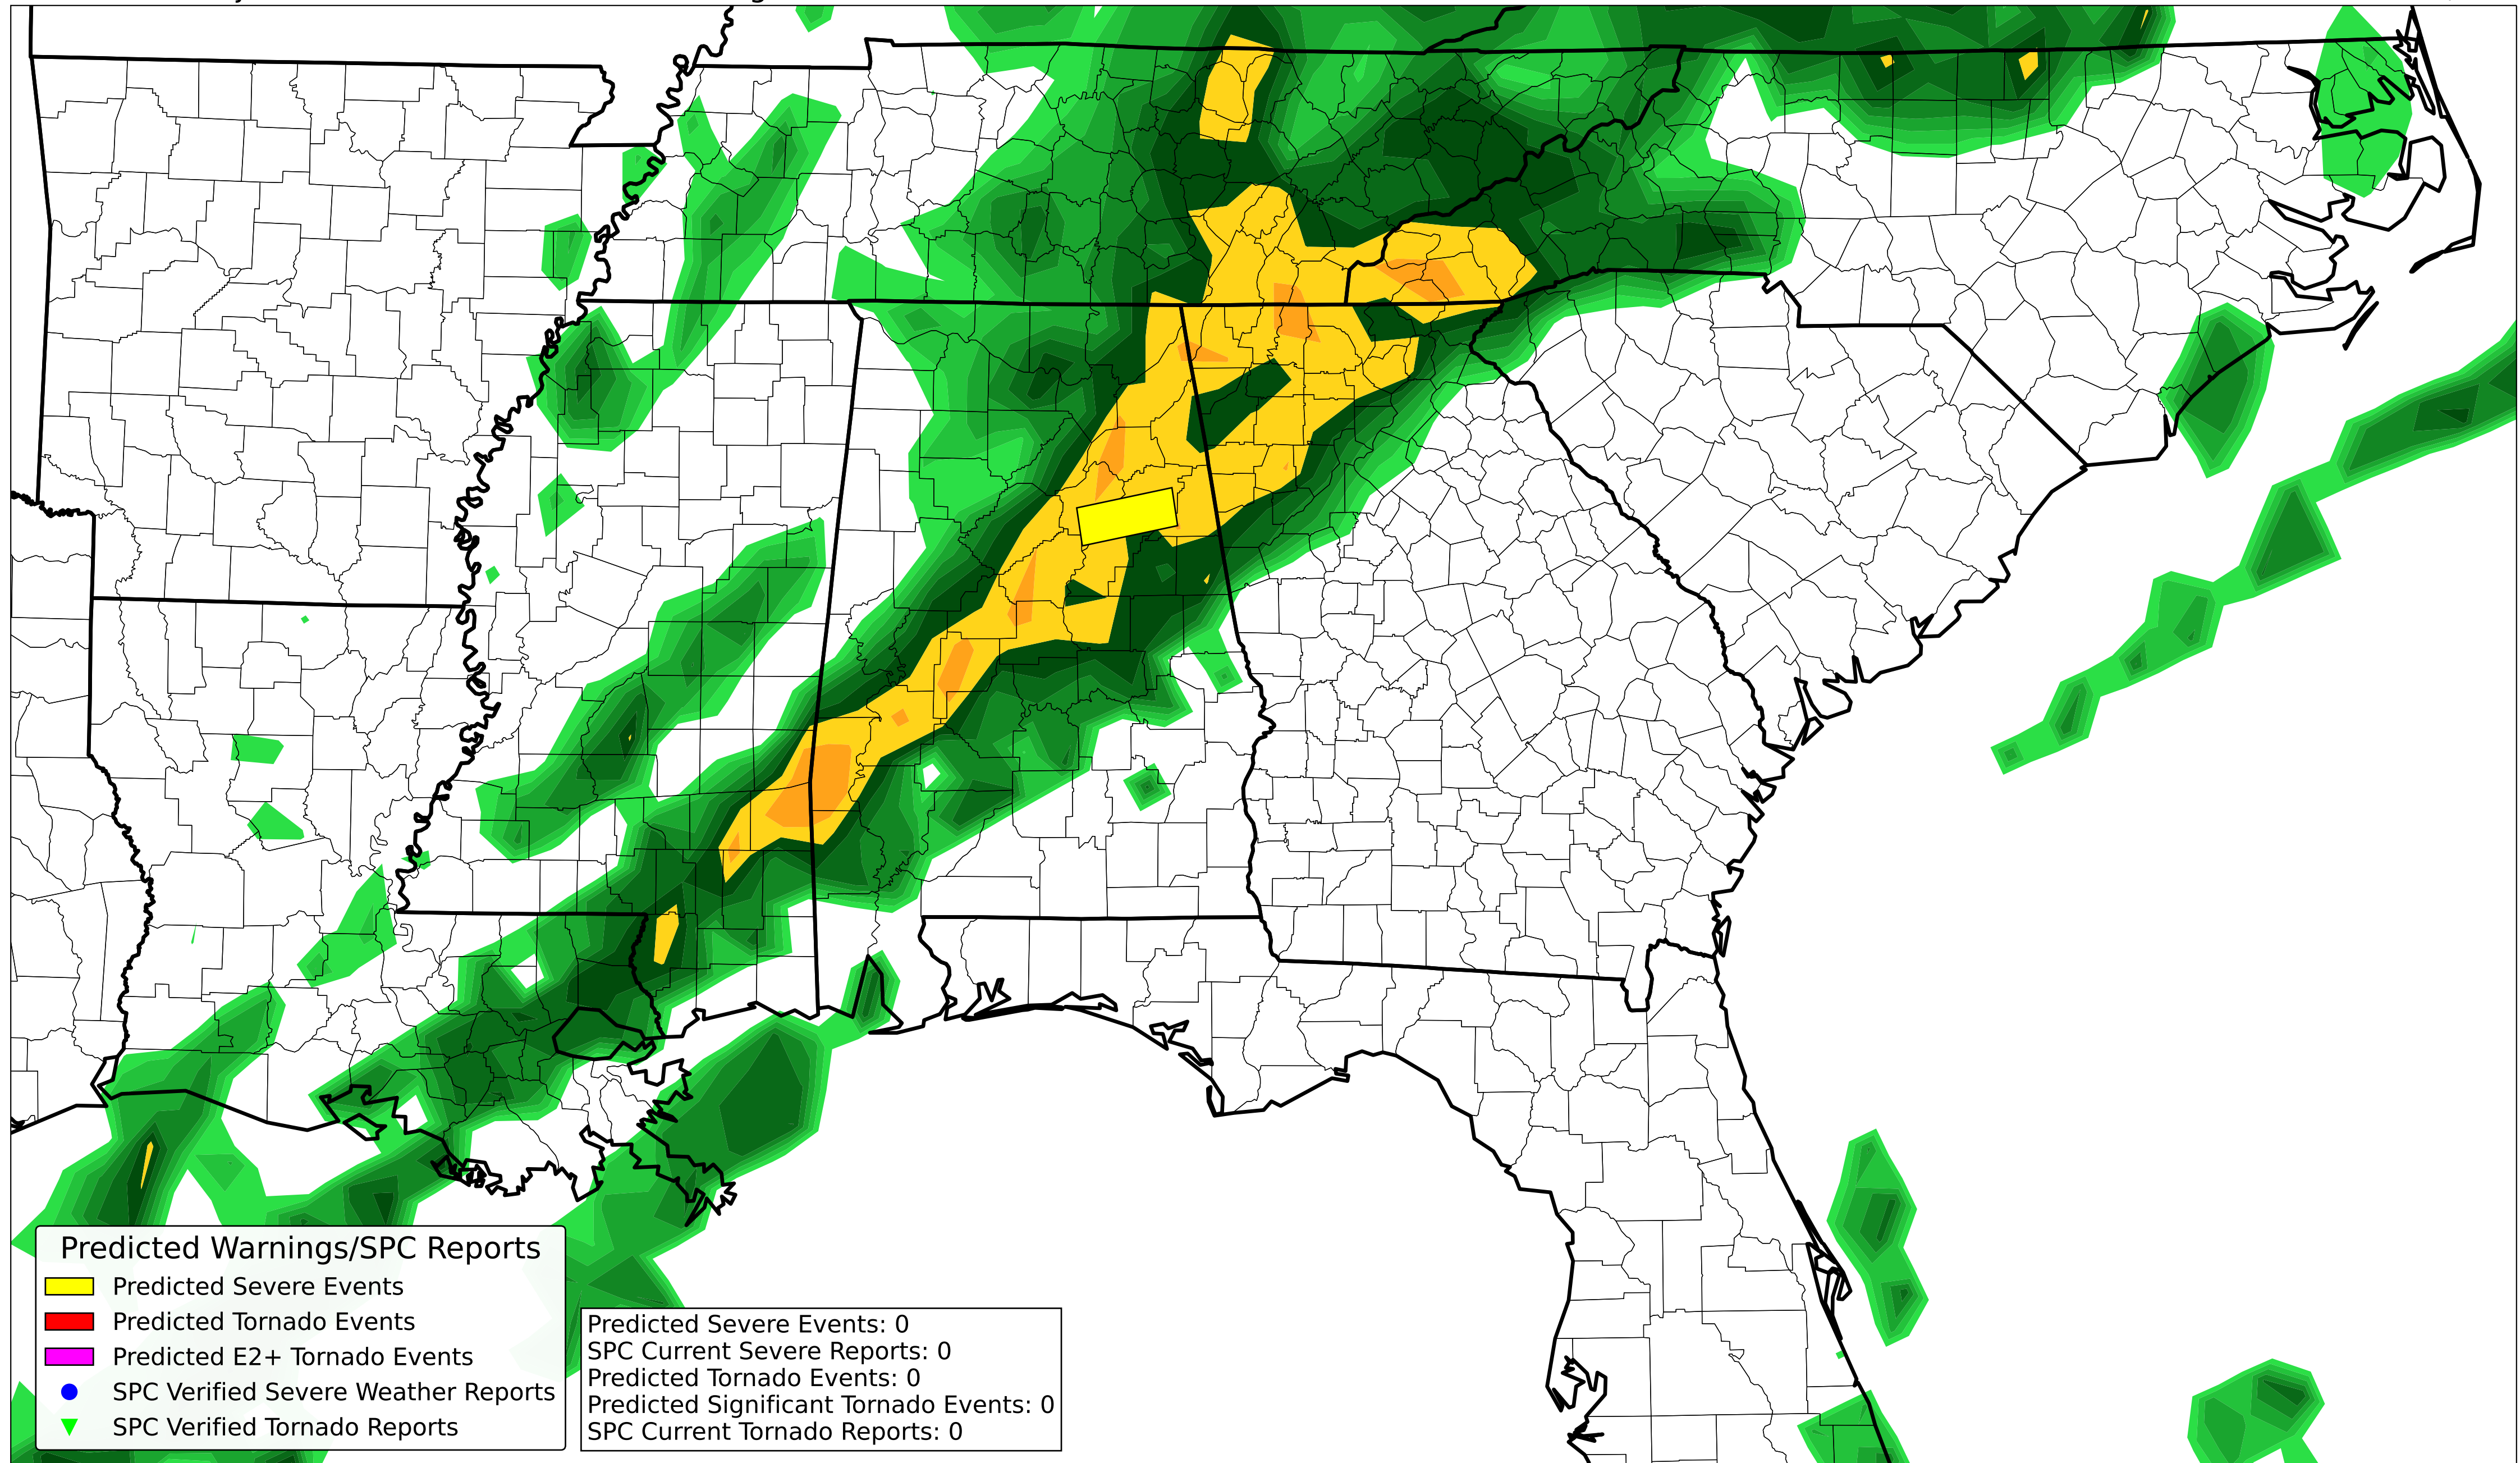 Predicted Warnings/SPC Reports
Predicted Severe Events
Predicted Tornado Events
Predicted E2+ Tornado Events
SPC Verified Severe Weather Reports
SPC Verified Tornado Reports
Predicted Severe Events: 0
SPC Current Severe Reports: 0
Predicted Tornado Events: 0
Predicted Significant Tornado Events: 0
SPC Current Tornado Reports: 0